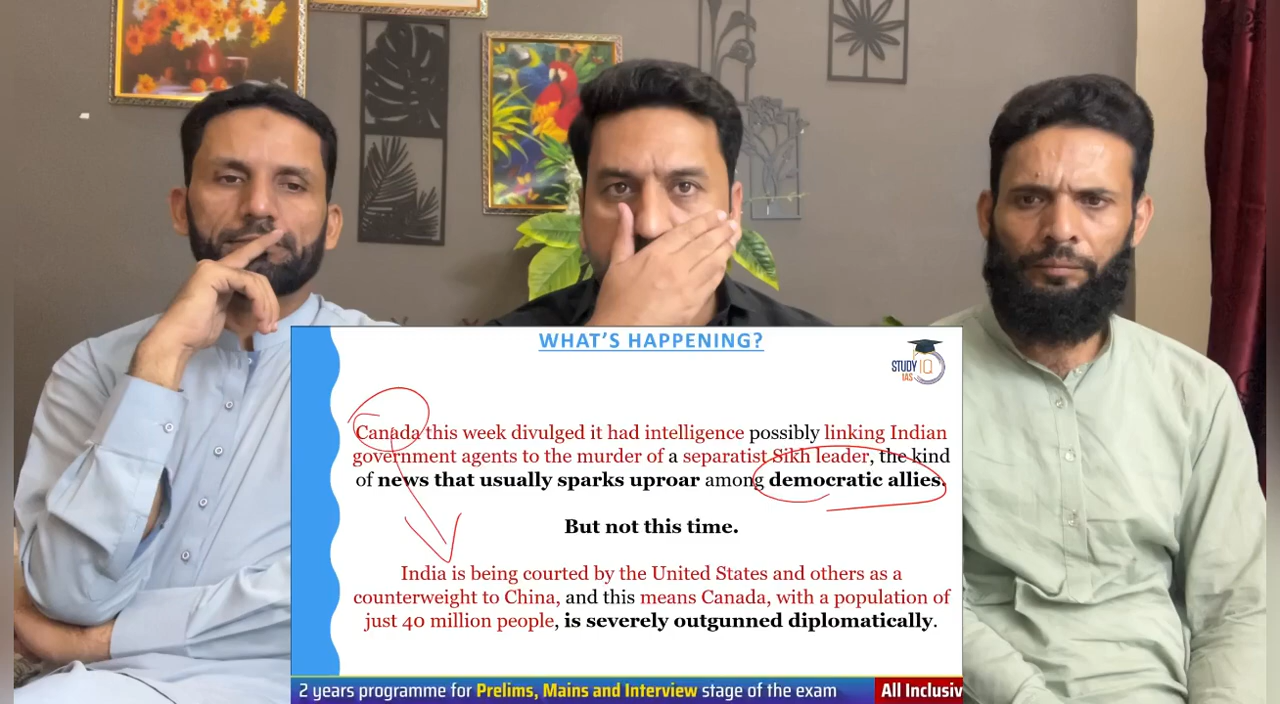 WHAT'S HAPPENING?
STUDY IQ
IAS
Canada this week divulged it had intelligence possibly linking Indian
government agents to the murder of a separatist Sikh leader, the kind
of news that usually sparks uproar among democratic allies.
But not this time.
India is being courted by the United States and others as a
counterweight to China, and this means Canada, with a population of
just 40 million people, is severely outgunned diplomatically.
2 years programme for Prelims, Mains and Interview stage of the exam
All Inclusiv